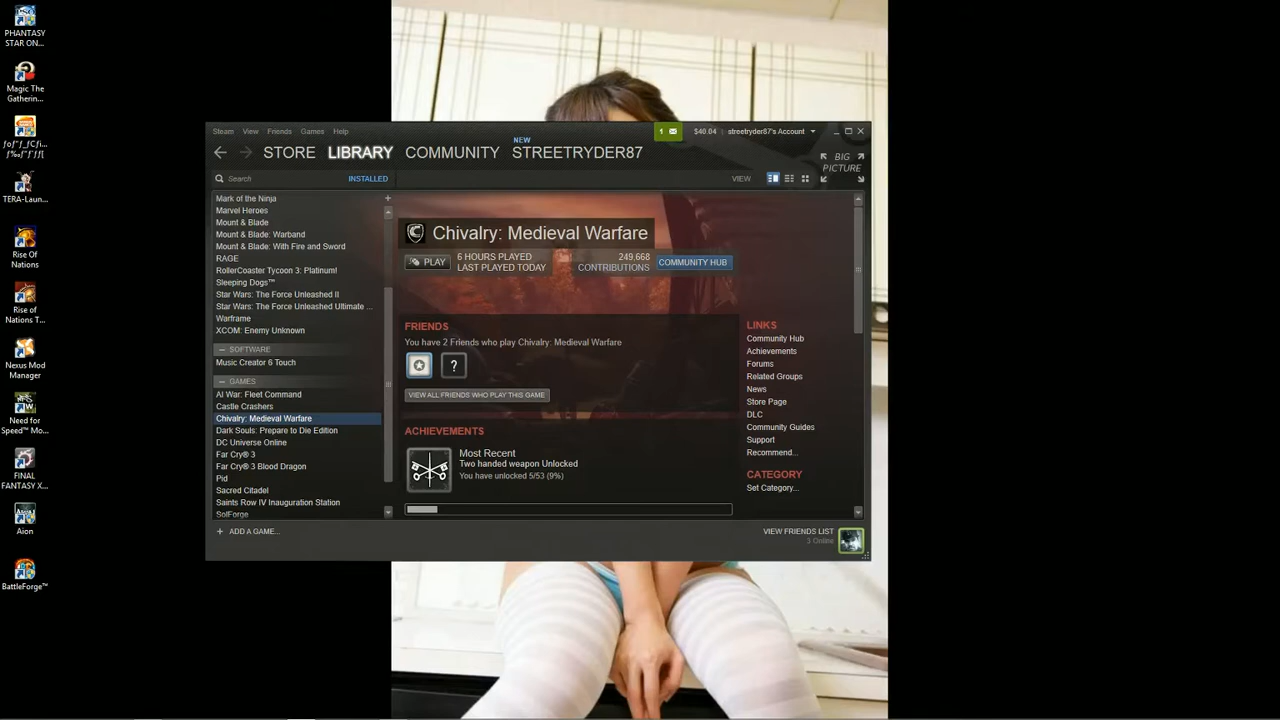 PHANTASY
STAR ON...
Magic The
Gatherin...
TERA-Laun...
Rise Of
Nations
Rise of
Nations T...
Nexus Mod
Manager
Need for
Speed™ Mo...
FINAL
FANTASY X...
Aion
BattleForge™
Steam View Friends Games Help
1 $40.04 streetryder87's Account
NEW
STORE LIBRARY COMMUNITY STREETRYDER87
BIG
PICTURE
Search INSTALLED VIEW
Mark of the Ninja
Marvel Heroes
Mount & Blade
Mount & Blade: Warband
Mount & Blade: With Fire and Sword
RAGE
RollerCoaster Tycoon 3: Platinum!
Sleeping Dogs™
Star Wars: The Force Unleashed II
Star Wars: The Force Unleashed Ultimate ...
Warframe
XCOM: Enemy Unknown
SOFTWARE
Music Creator 6 Touch
GAMES
AI War: Fleet Command
Castle Crashers
Chivalry: Medieval Warfare
Dark Souls: Prepare to Die Edition
DC Universe Online
Far Cry® 3
Far Cry® 3 Blood Dragon
Pid
Sacred Citadel
Saints Row IV Inauguration Station
SolForge
+ ADD A GAME...
Chivalry: Medieval Warfare
PLAY
6 HOURS PLAYED
LAST PLAYED TODAY
249,668
CONTRIBUTIONS
COMMUNITY HUB
FRIENDS
You have 2 Friends who play Chivalry: Medieval Warfare
?
VIEW ALL FRIENDS WHO PLAY THIS GAME
ACHIEVEMENTS
Most Recent
Two handed weapon Unlocked
You have unlocked 5/53 (9%)
LINKS
Community Hub
Achievements
Forums
Related Groups
News
Store Page
DLC
Community Guides
Support
Recommend...
CATEGORY
Set Category...
VIEW FRIENDS LIST
3 Online